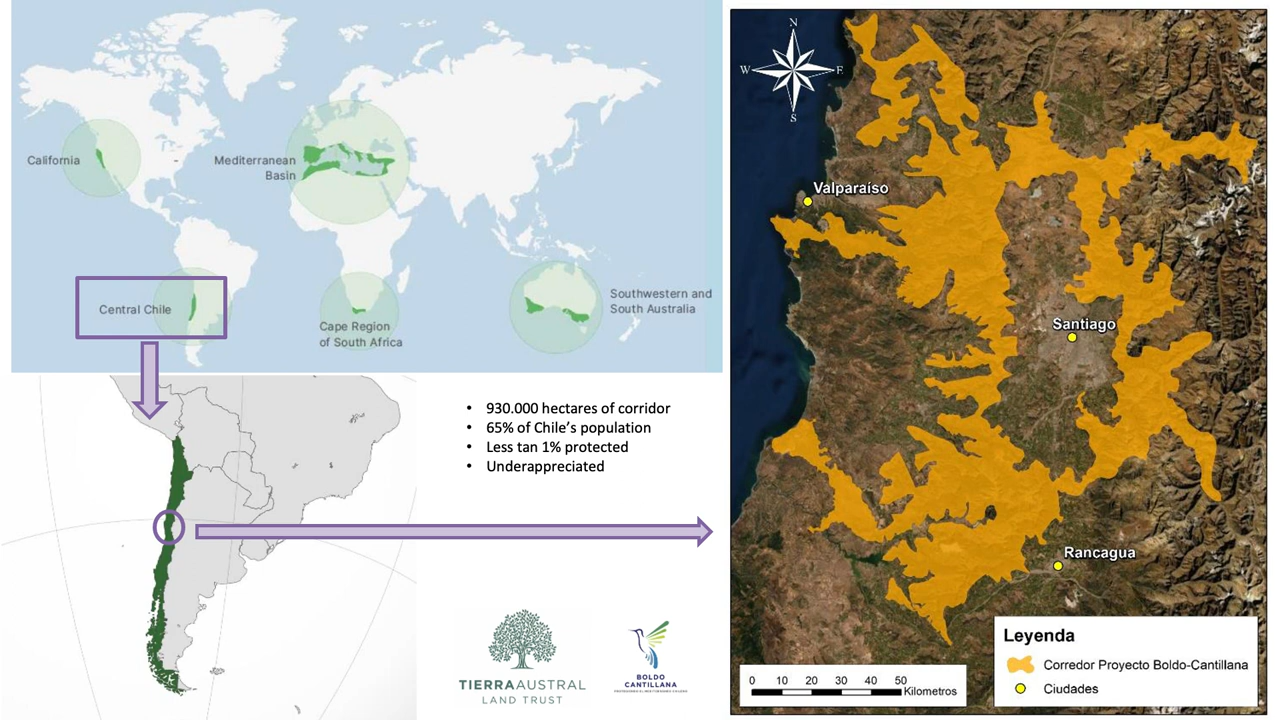 California
Mediterranean
Basin
Central Chile
Cape Region
of South Africa
Southwestern and
South Australia
• 930.000 hectares of corridor
• 65% of Chile's population
• Less tan 1% protected
• Underappreciated
TIERRA AUSTRAL
LAND TRUST
BOLDO
CANTILLANA
N
W E
S
Valparaíso
Santiago
Rancagua
Leyenda
Corredor Proyecto Boldo-Cantillana
Ciudades
0 10 20 30 40 50
Kilometros